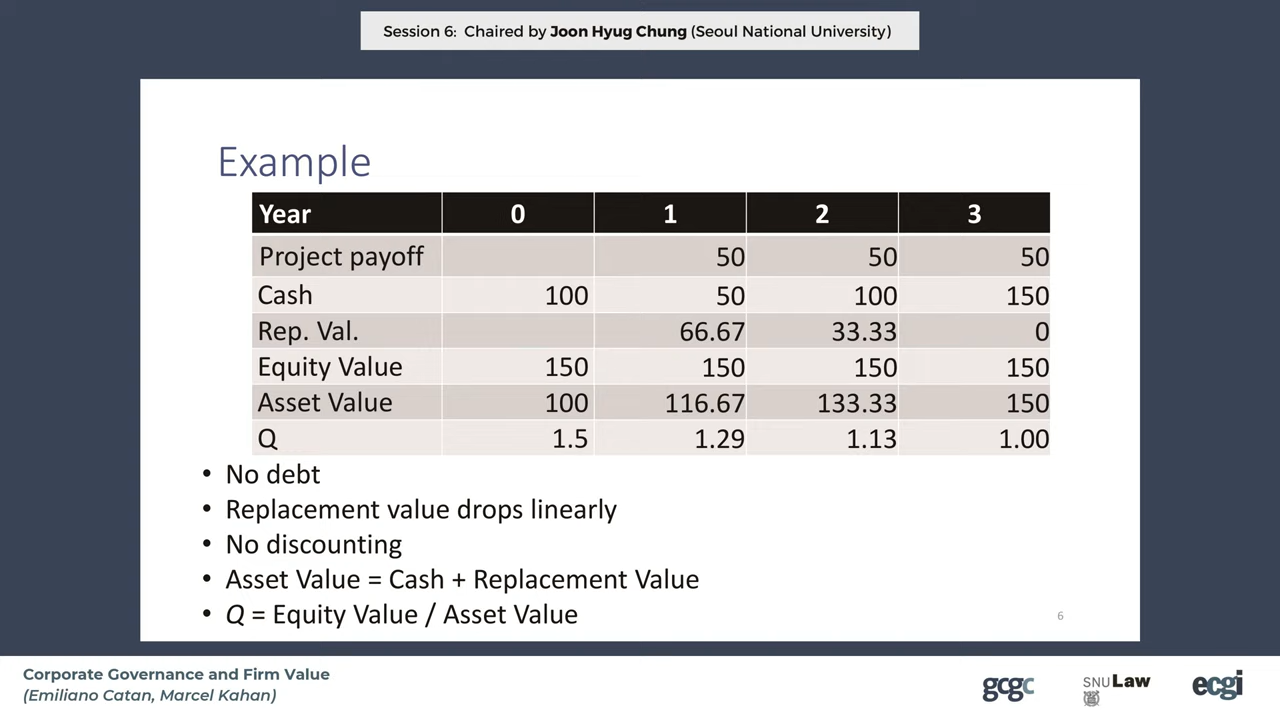 Session 6: Chaired by Joon Hyug Chung (Seoul National University)
Example
Year 0 1 2 3
Project payoff 50 50 50
Cash 100 50 100 150
Rep. Val. 66.67 33.33 0
Equity Value 150 150 150 150
Asset Value 100 116.67 133.33 150
Q 1.5 1.29 1.13 1.00
• No debt
• Replacement value drops linearly
• No discounting
• Asset Value = Cash + Replacement Value
• Q = Equity Value / Asset Value
6
Corporate Governance and Firm Value
(Emiliano Catan, Marcel Kahan)
gcgc
SNU Law
ecgi